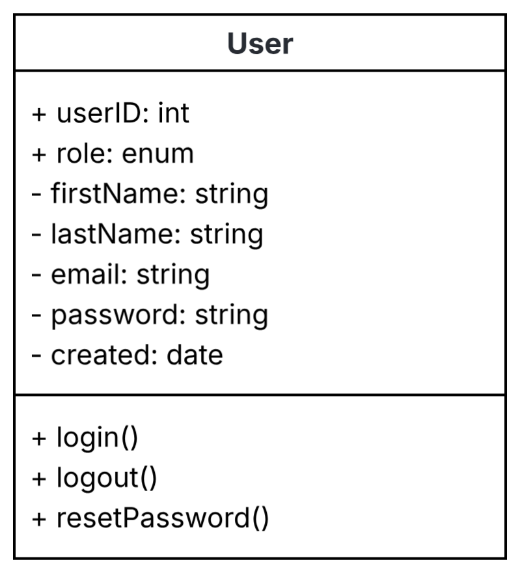 User
+ userID: int
+ role: enum
- firstName: string
- lastName: string
- email: string
- password: string
- created: date
+ login()
+ logout()
+ resetPassword()